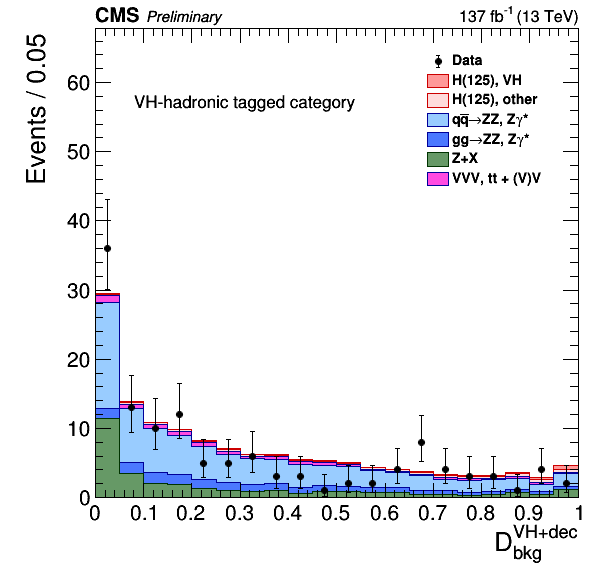 CMS Preliminary 137 fb⁻¹ (13 TeV)
Events / 0.05
VH-hadronic tagged category
Data
H(125), VH
H(125), other
qq̅→ZZ, Zγ*
gg→ZZ, Zγ*
Z+X
VVV, tt + (V)V
60
50
40
30
20
10
0
0 0.1 0.2 0.3 0.4 0.5 0.6 0.7 0.8 0.9 1
D_bkg^VH+dec